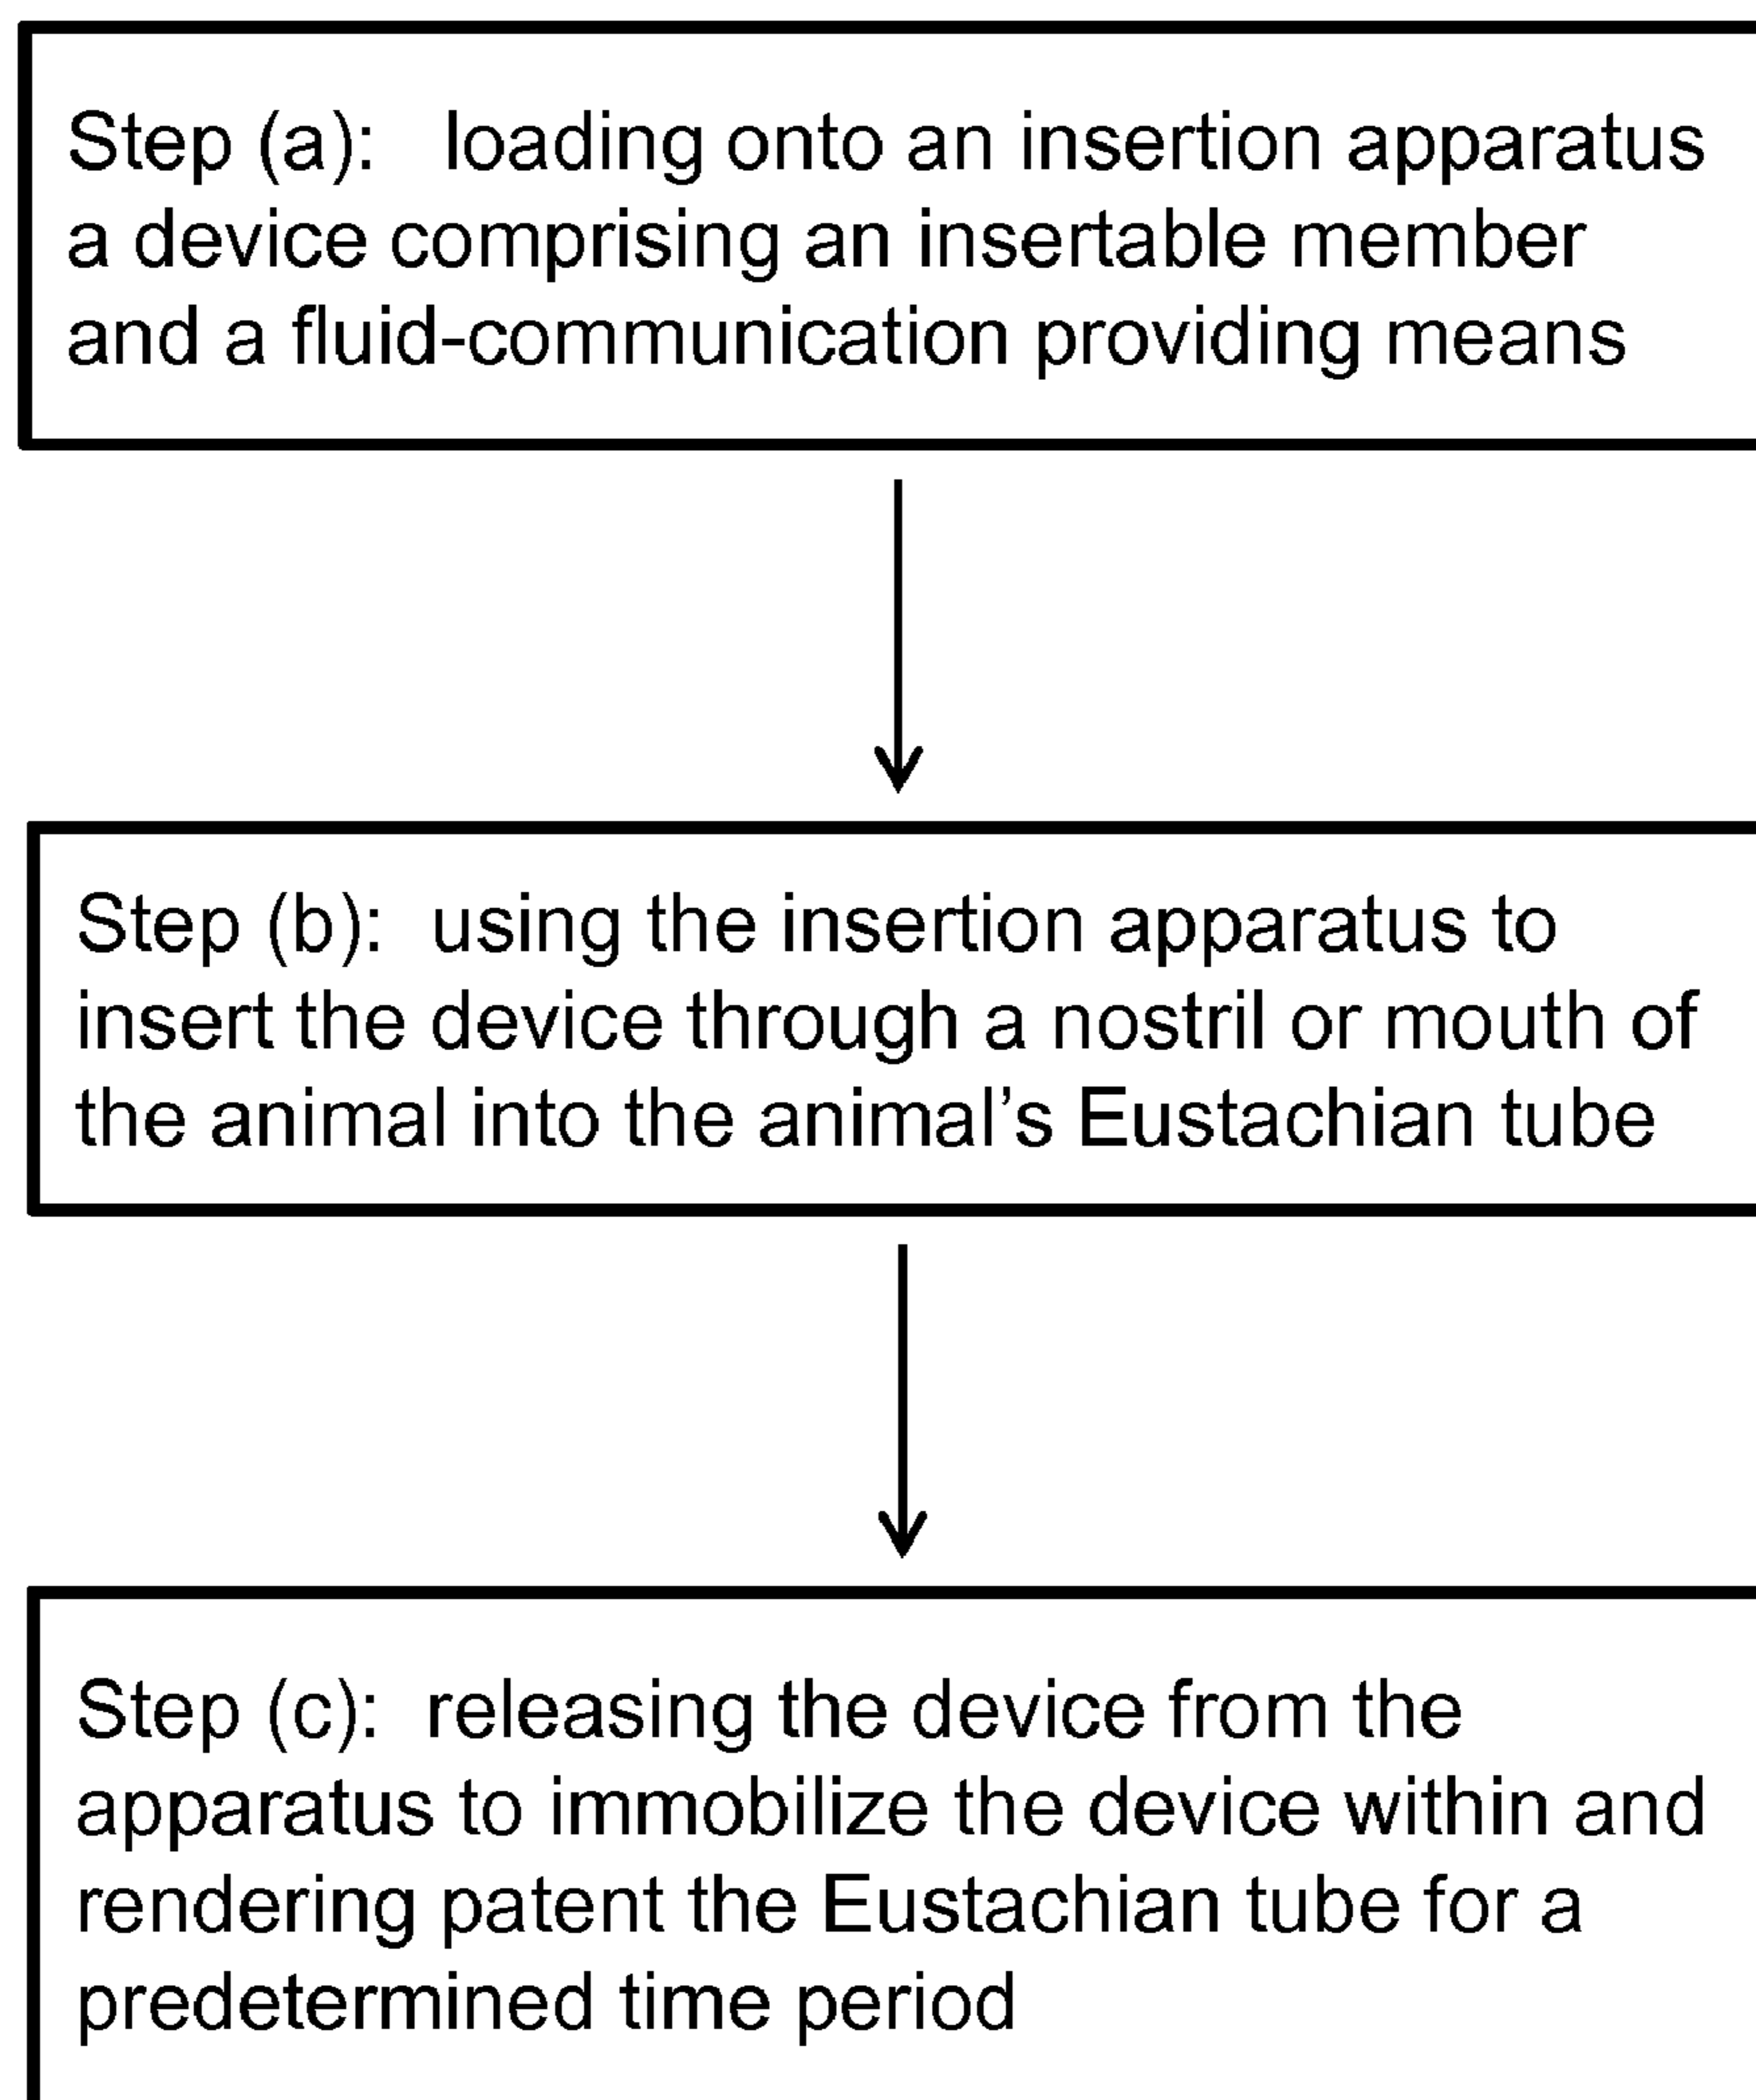 Step (a): loading onto an insertion apparatus
a device comprising an insertable member
and a fluid-communication providing means
Step (b): using the insertion apparatus to
insert the device through a nostril or mouth of
the animal into the animal’s Eustachian tube
Step (c): releasing the device from the
apparatus to immobilize the device within and
rendering patent the Eustachian tube for a
predetermined time period